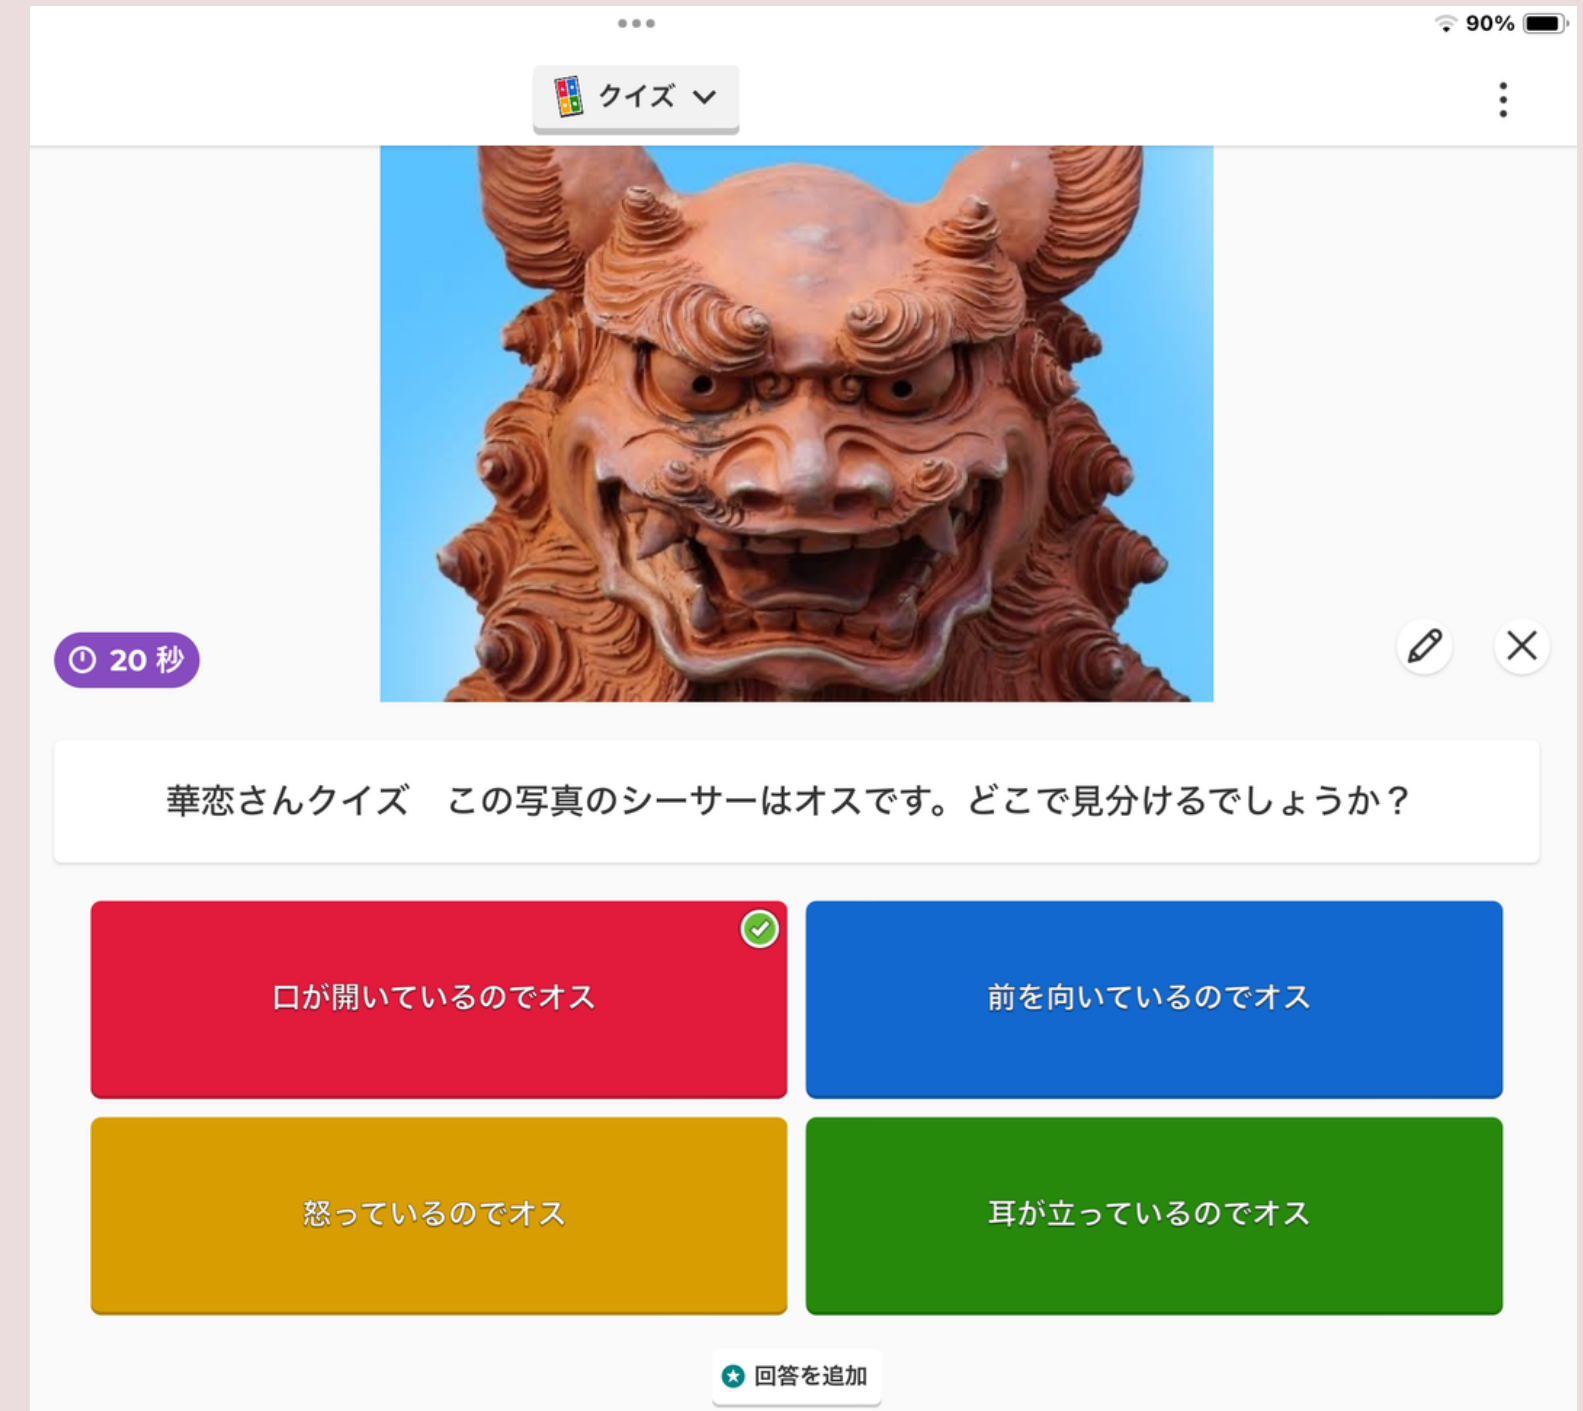 90%
クイズ
20 秒
華恋さんクイズ　この写真のシーサーはオスです。どこで見分けるでしょうか？
口が開いているのでオス
前を向いているのでオス
怒っているのでオス
耳が立っているのでオス
回答を追加